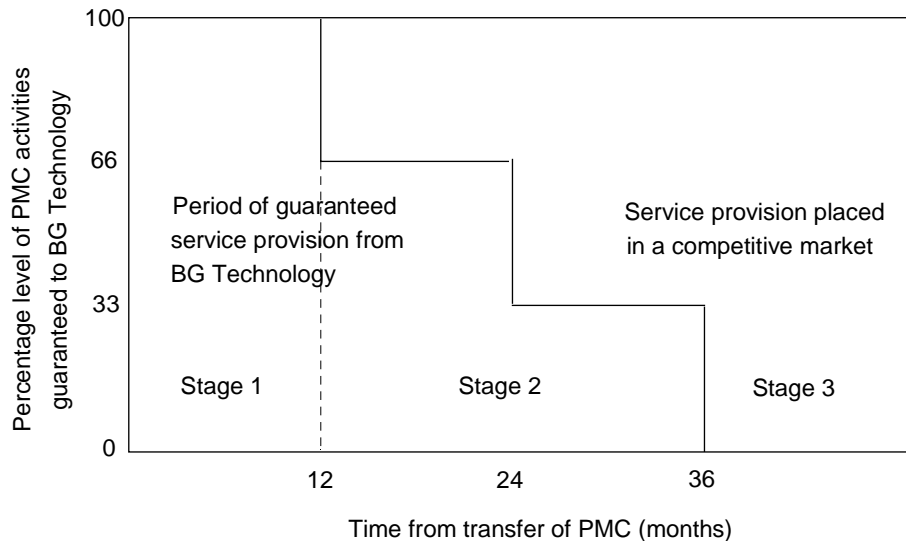 Percentage level of PMC activities
guaranteed to BG Technology
100
66
33
0
Period of guaranteed
service provision from
BG Technology
Service provision placed
in a competitive market
Stage 1
Stage 2
Stage 3
12
24
36
Time from transfer of PMC (months)